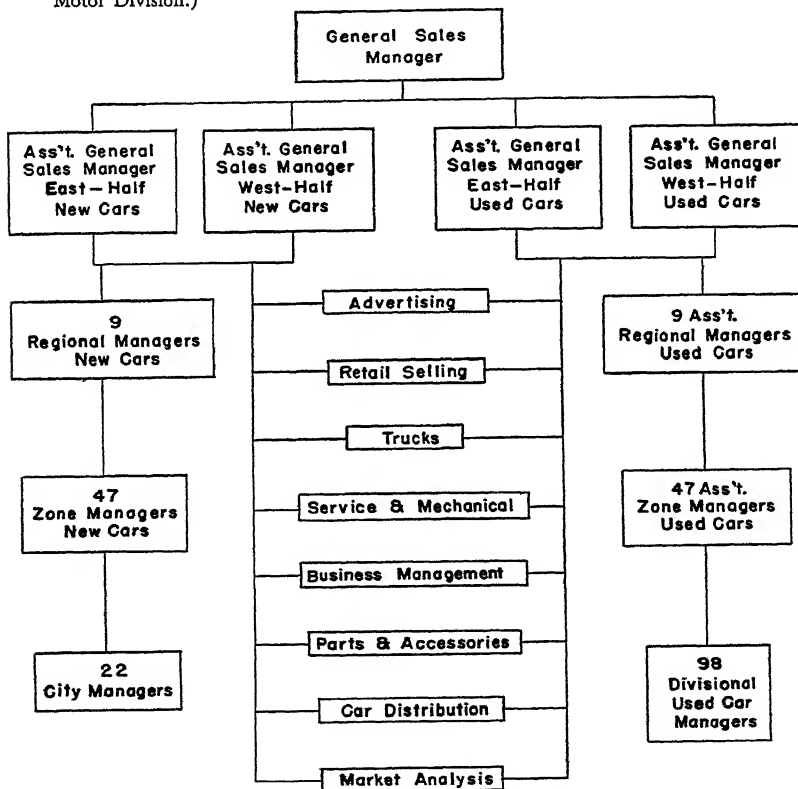 Motor Division.)
General Sales
Manager
Ass't. General
Sales Manager
East-Half
New Cars
Ass't. General
Sales Manager
West-Half
New Cars
Ass't. General
Sales Manager
East-Half
Used Cars
Ass't. General
Sales Manager
West-Half
Used Cars
9
Regional Managers
New Cars
Advertising
9 Ass't.
Regional Managers
Used Cars
Retail Selling
Trucks
47
Zone Managers
New Cars
Service & Mechanical
47 Ass't.
Zone Managers
Used Cars
Business Management
Parts & Accessories
22
City Managers
98
Divisional
Used Car
Managers
Car Distribution
Market Analysis